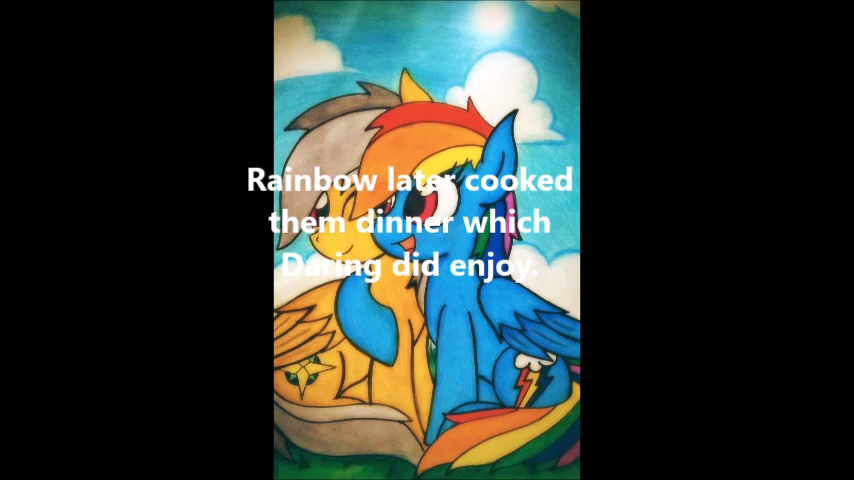 Rainbow later cooked
them dinner which
Daring did enjoy.